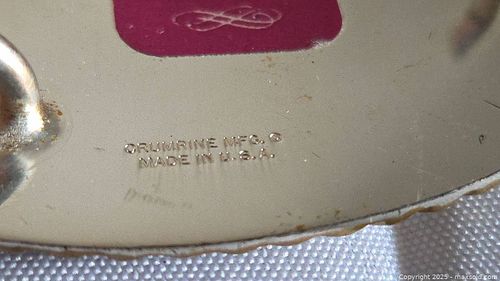 CRUMRINE MFG. ©
MADE IN U.S.A.
Copyright 2025 - maxsold.com